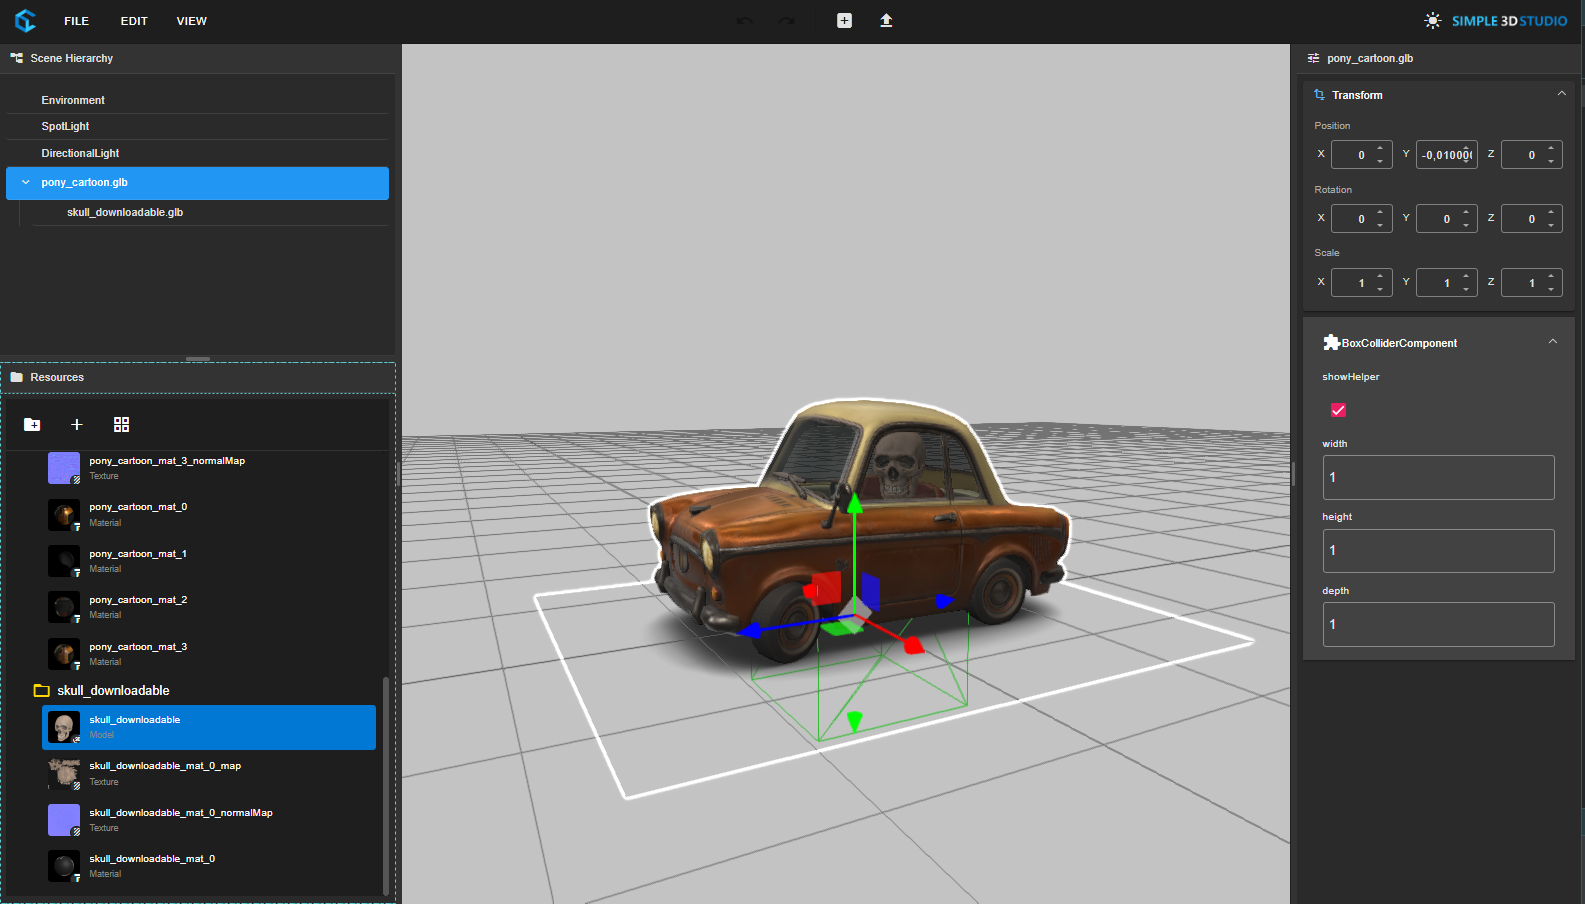 FILE EDIT VIEW
SIMPLE 3D STUDIO
Scene Hierarchy
Environment
SpotLight
DirectionalLight
pony_cartoon.glb
skull_downloadable.glb
Resources
pony_cartoon_mat_3_normalMap
Texture
pony_cartoon_mat_0
Material
pony_cartoon_mat_1
Material
pony_cartoon_mat_2
Material
pony_cartoon_mat_3
Material
skull_downloadable
skull_downloadable
Model
skull_downloadable_mat_0_map
Texture
skull_downloadable_mat_0_normalMap
Texture
skull_downloadable_mat_0
Material
pony_cartoon.glb
Transform
Position
X 0 Y -0,01000 Z 0
Rotation
X 0 Y 0 Z 0
Scale
X 1 Y 1 Z 1
BoxColliderComponent
showHelper
width
1
height
1
depth
1